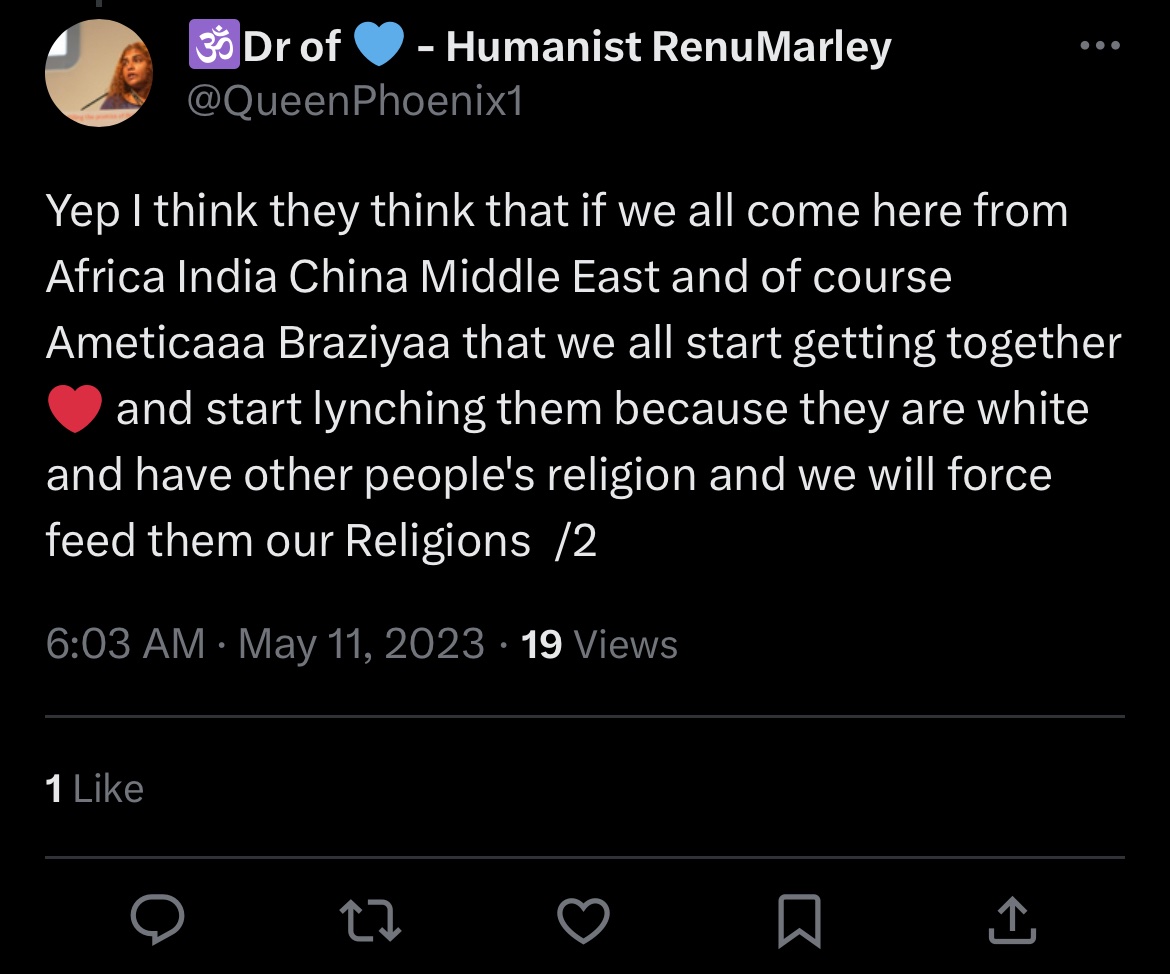 🕉Dr of 💙 - Humanist RenuMarley
@QueenPhoenix1
Yep I think they think that if we all come here from
Africa India China Middle East and of course
Ameticaaa Braziyaa that we all start getting together
❤️ and start lynching them because they are white
and have other people's religion and we will force
feed them our Religions  /2
6:03 AM · May 11, 2023 · 19 Views
1 Like